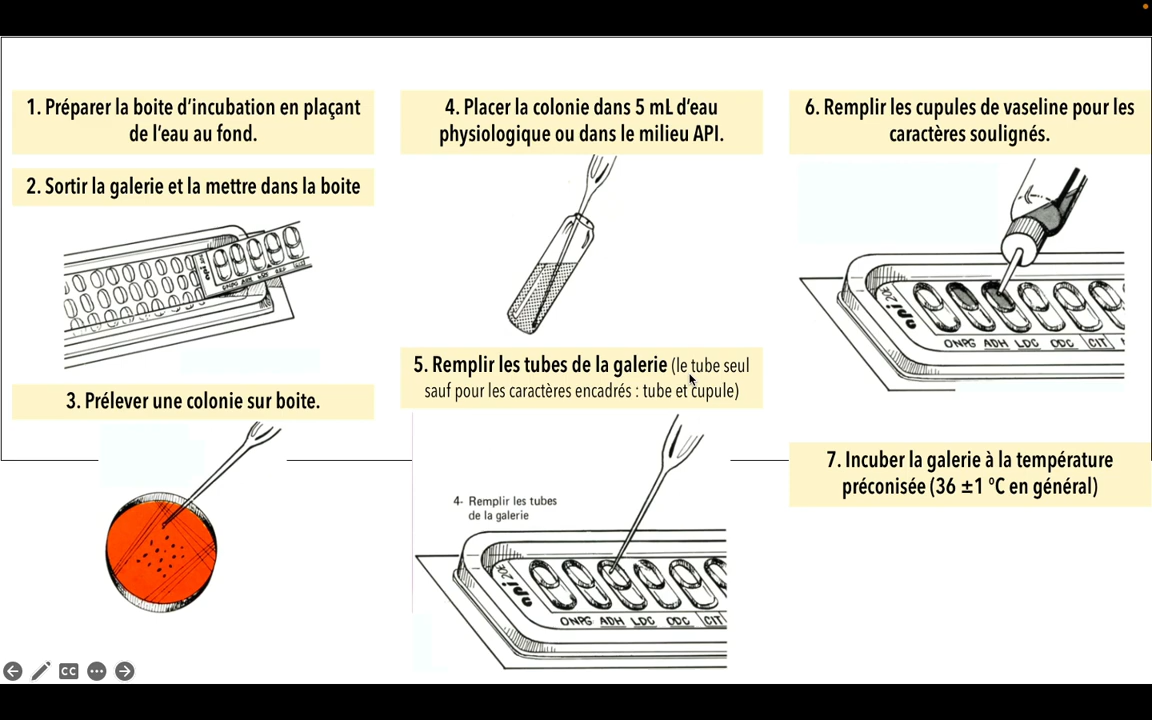 1. Préparer la boite d'incubation en plaçant
de l'eau au fond.
2. Sortir la galerie et la mettre dans la boite
3. Prélever une colonie sur boite.
4. Placer la colonie dans 5 mL d'eau
physiologique ou dans le milieu API.
5. Remplir les tubes de la galerie (le tube seul
sauf pour les caractères encadrés : tube et cupule)
4- Remplir les tubes
de la galerie
api 20E
ONPG ADH LDC ODC CIT
6. Remplir les cupules de vaseline pour les
caractères soulignés.
api 20E
ONPG ADH LDC ODC CIT
7. Incuber la galerie à la température
préconisée (36 ±1 °C en général)
CC